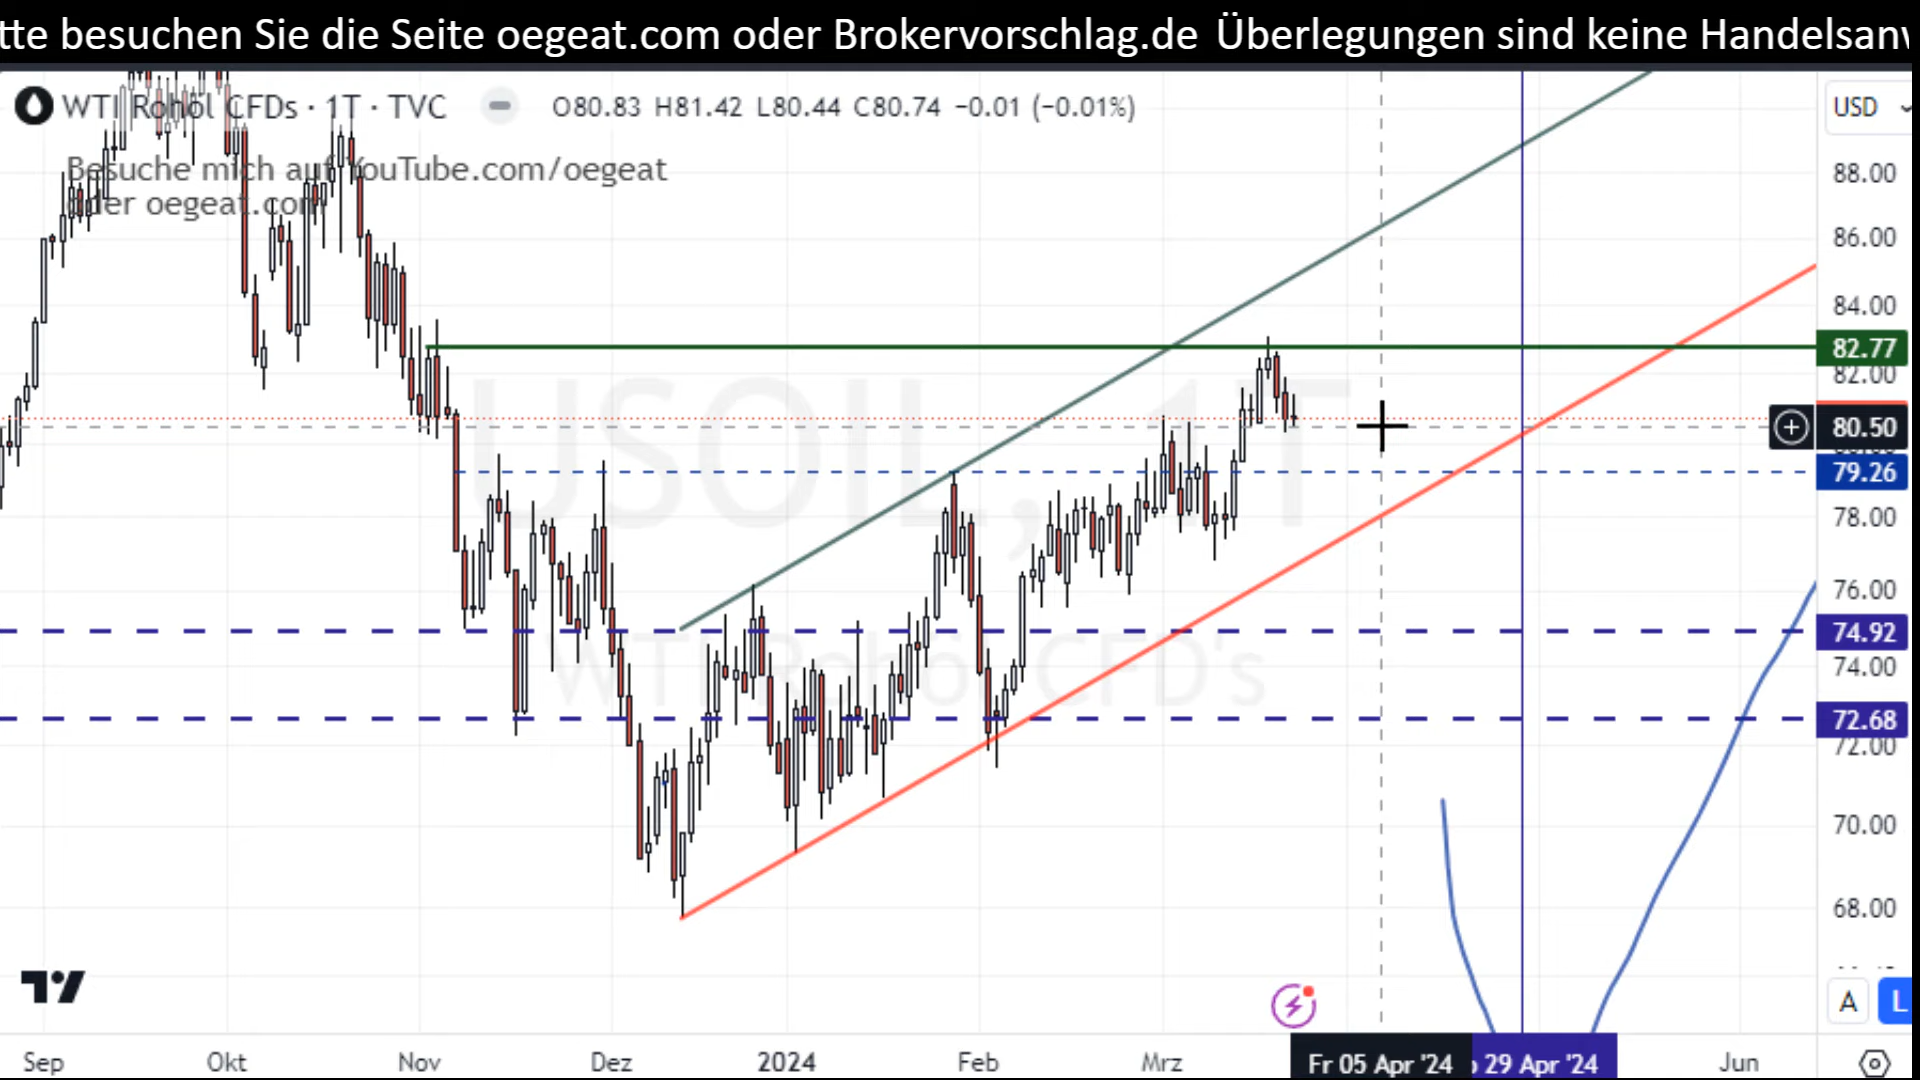 tte besuchen Sie die Seite oegeat.com oder Brokervorschlag.de Überlegungen sind keine Handelsanv
WTI Rohöl CFDs · 1T · TVC O80.83 H81.42 L80.44 C80.74 −0.01 (−0.01%)
USD
Besuche mich auf YouTube.com/oegeat
oder oegeat.com
USOIL, 1T
WTI Rohöl CFD's
88.00
86.00
84.00
82.77
82.00
80.50
79.26
78.00
76.00
74.92
74.00
72.68
72.00
70.00
68.00
A L
Sep Okt Nov Dez 2024 Feb Mrz Fr 05 Apr '24 29 Apr '24 Jun